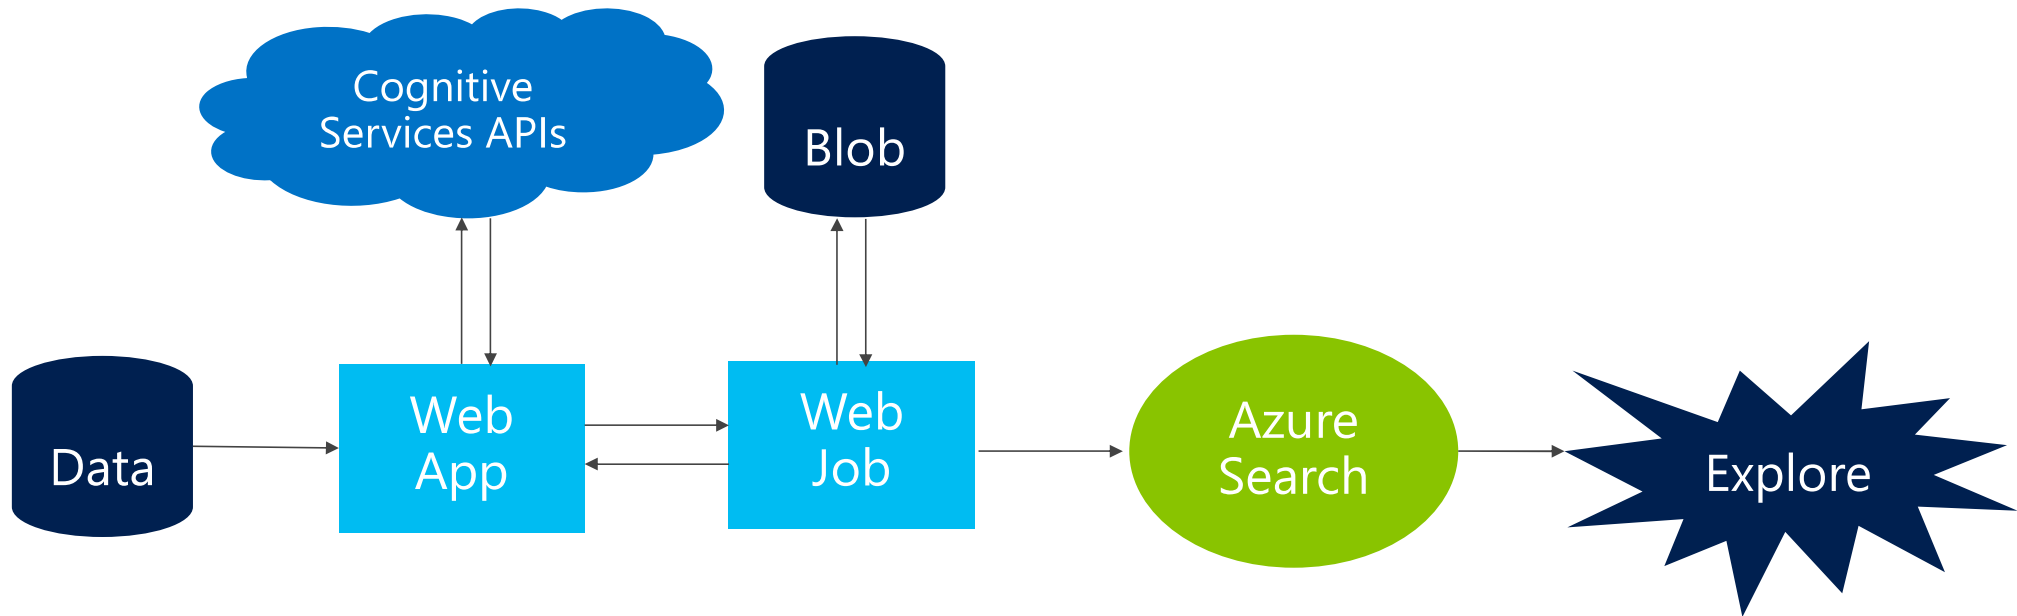 Cognitive
Services APIs
Blob
Data
Web
App
Web
Job
Azure
Search
Explore